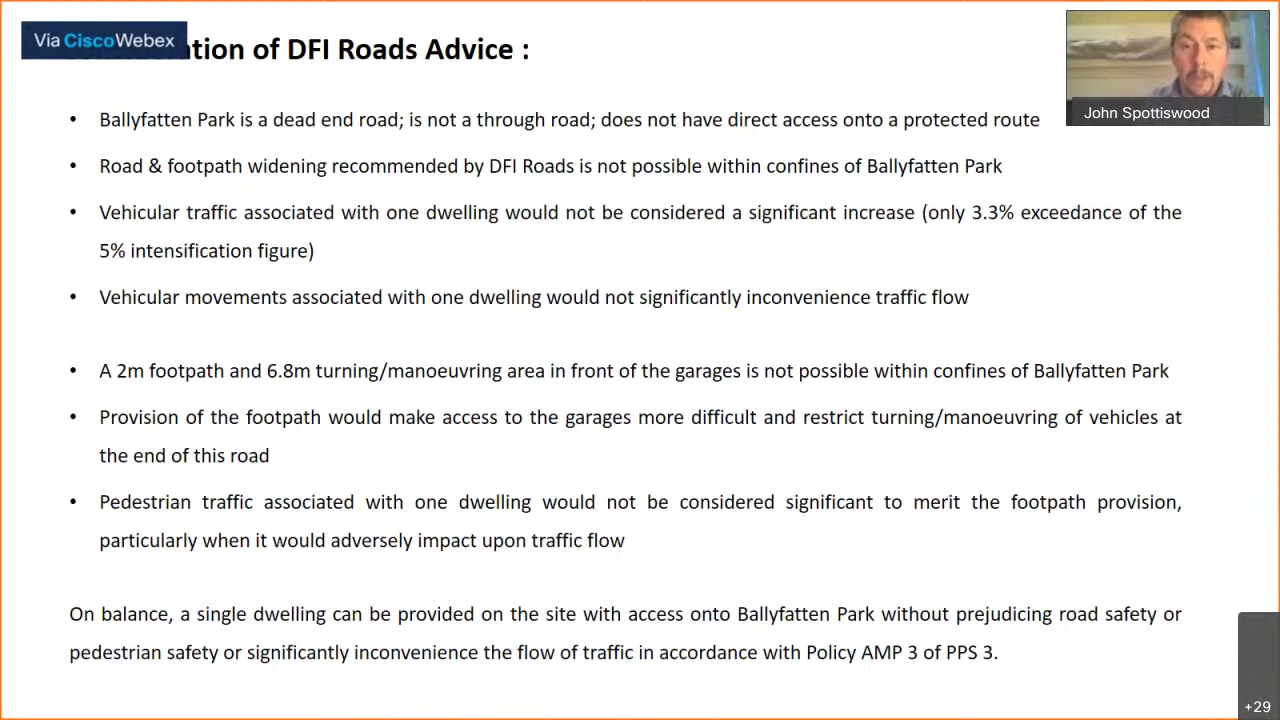 Via CiscoWebex
of DFI Roads Advice :
John Spottiswood
• Ballyfatten Park is a dead end road; is not a through road; does not have direct access onto a protected route
• Road & footpath widening recommended by DFI Roads is not possible within confines of Ballyfatten Park
• Vehicular traffic associated with one dwelling would not be considered a significant increase (only 3.3% exceedance of the
5% intensification figure)
• Vehicular movements associated with one dwelling would not significantly inconvenience traffic flow
• A 2m footpath and 6.8m turning/manoeuvring area in front of the garages is not possible within confines of Ballyfatten Park
• Provision of the footpath would make access to the garages more difficult and restrict turning/manoeuvring of vehicles at
the end of this road
• Pedestrian traffic associated with one dwelling would not be considered significant to merit the footpath provision,
particularly when it would adversely impact upon traffic flow
On balance, a single dwelling can be provided on the site with access onto Ballyfatten Park without prejudicing road safety or
pedestrian safety or significantly inconvenience the flow of traffic in accordance with Policy AMP 3 of PPS 3.
+29